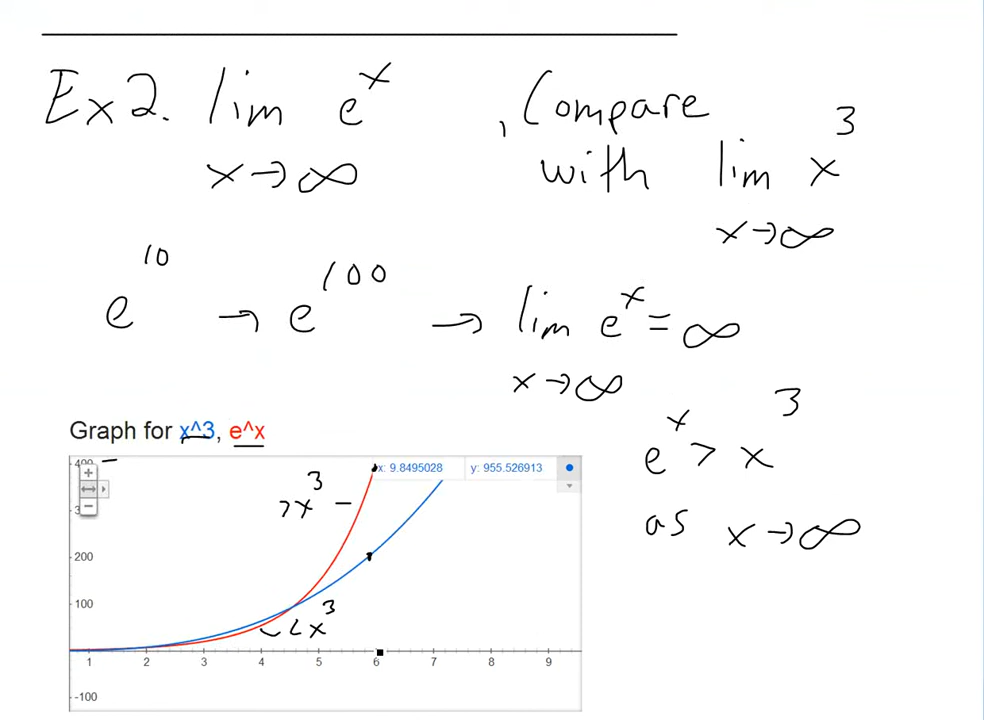 Ex2. lim e^x , Compare
x→∞ with lim x^3
x→∞
e^10 → e^100 → lim e^x = ∞
x→∞
e^x > x^3
as x→∞
Graph for x^3, e^x
x: 9.8495028 y: 955.526913
400
+
−
200
100
-100
1 2 3 4 5 6 7 8 9
>x^3
<x^3